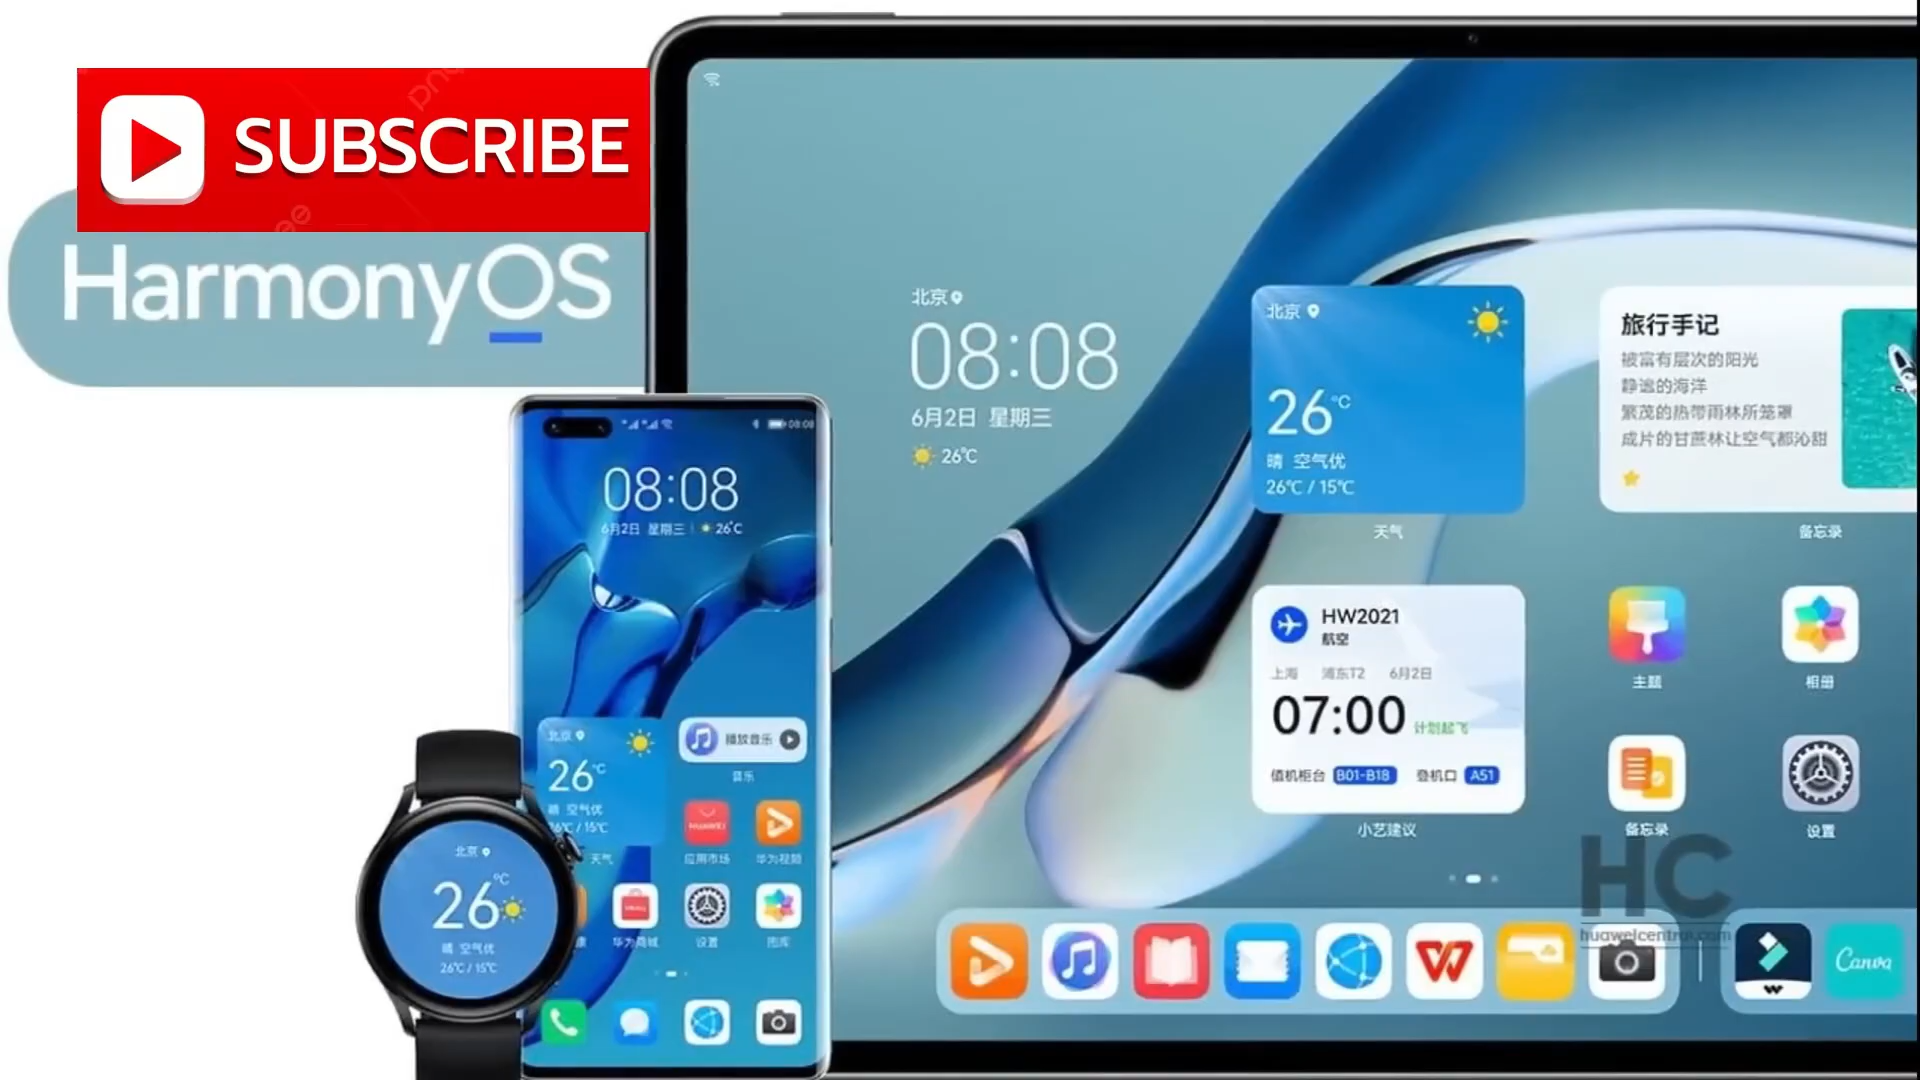 SUBSCRIBE
HarmonyOS
北京
08:08
6月2日 星期三
26℃
北京
26℃
晴 空气优
26℃ / 15℃
天气
旅行手记
被富有层次的阳光
静谧的海洋
繁茂的热带雨林所笼罩
成片的甘蔗林让空气都沁甜
备忘录
HW2021
航空
上海 浦东T2 6月2日
07:00 计划起飞
值机柜台 B01-B18 登机口 A51
小艺建议
主题
相册
备忘录
设置
HC
huaweicentral.com
Canva
08:08
08:08
6月2日 星期三 26℃
北京
26℃
晴 空气优
26℃ / 15℃
天气
播放音乐
音乐
HUAWEI
应用市场
华为视频
康
华为商城
设置
图库
北京
26℃
晴 空气优
26℃ / 15℃